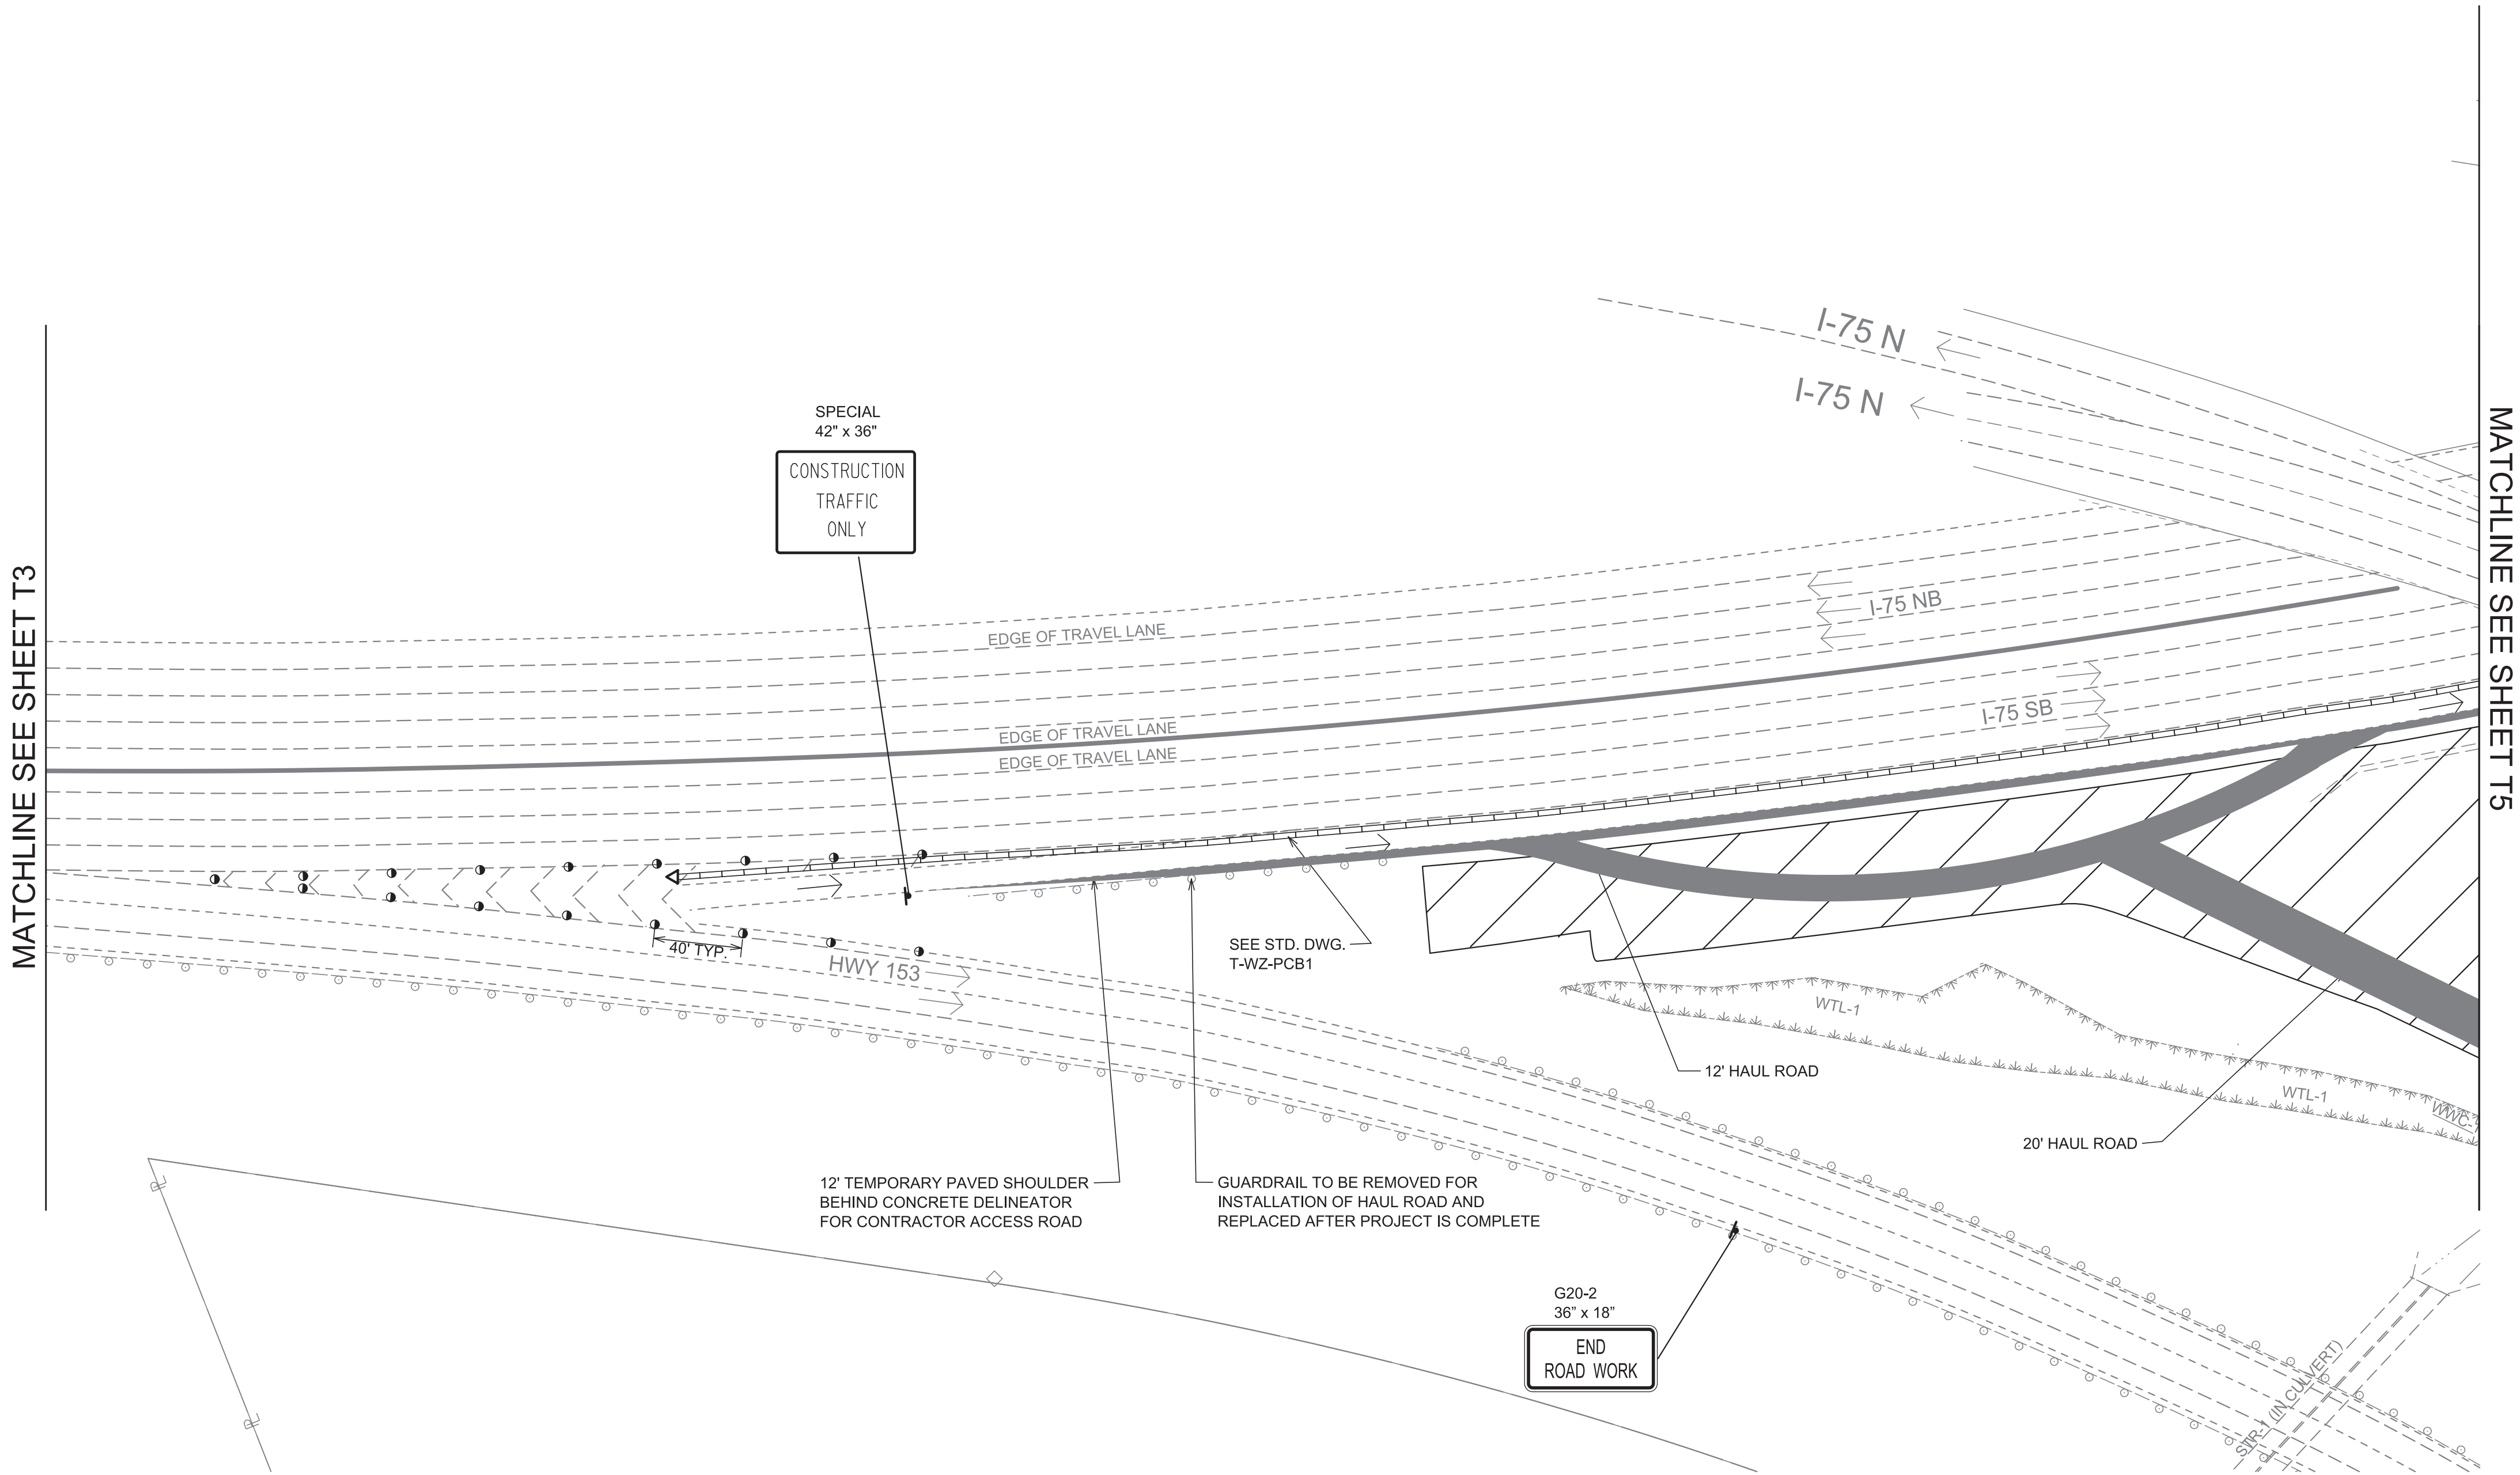 I-75 N
I-75 N
SPECIAL
42" x 36"
CONSTRUCTION
TRAFFIC
ONLY
MATCHLINE SEE SHEET T3
MATCHLINE SEE SHEET T5
EDGE OF TRAVEL LANE
I-75 NB
EDGE OF TRAVEL LANE
EDGE OF TRAVEL LANE
I-75 SB
40' TYP.
HWY 153
SEE STD. DWG.
T-WZ-PCB1
WTL-1
12' HAUL ROAD
WTL-1
20' HAUL ROAD
12' TEMPORARY PAVED SHOULDER
BEHIND CONCRETE DELINEATOR
FOR CONTRACTOR ACCESS ROAD
GUARDRAIL TO BE REMOVED FOR
INSTALLATION OF HAUL ROAD AND
REPLACED AFTER PROJECT IS COMPLETE
G20-2
36” x 18”
END
ROAD WORK
STR-1 (IN CULVERT)